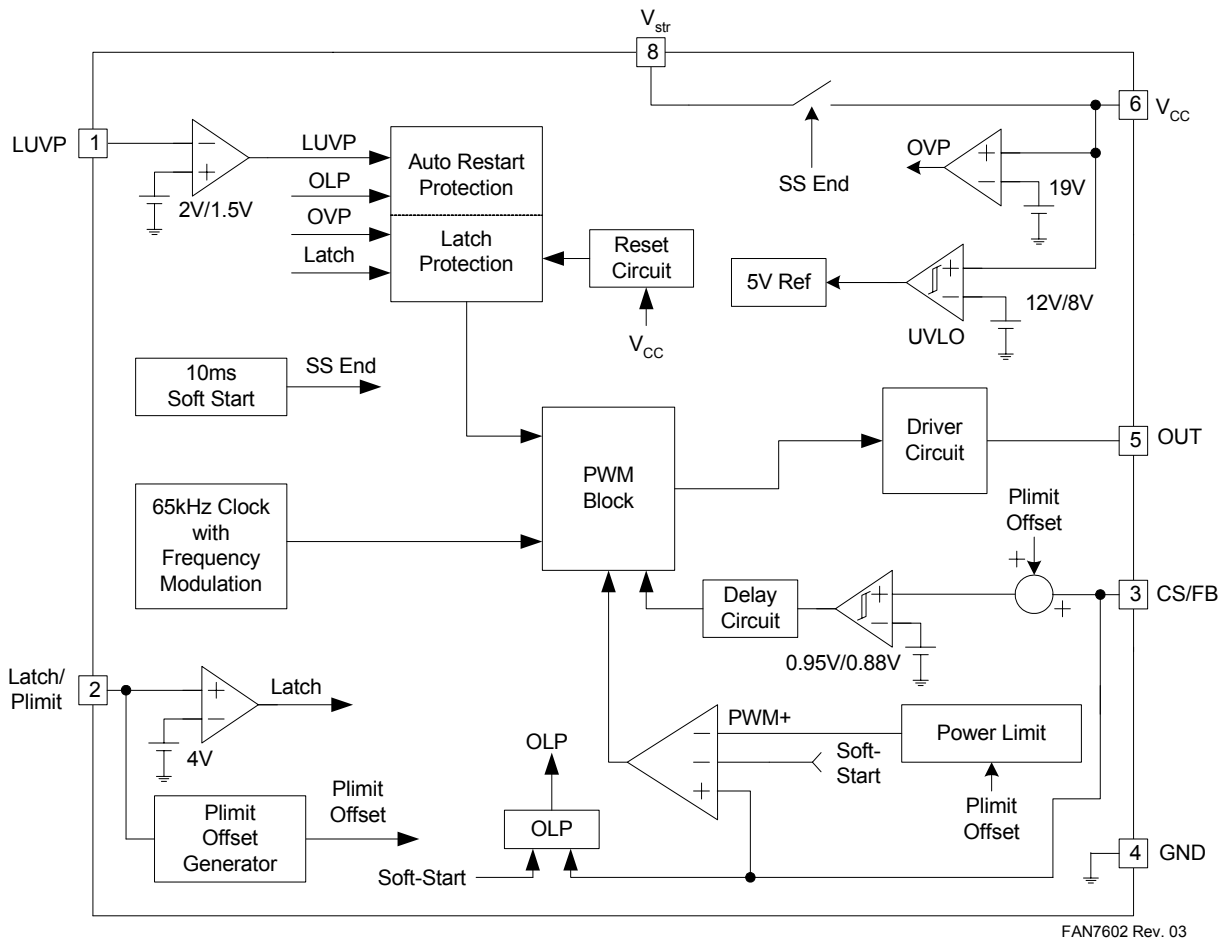 Vstr
8
LUVP
1
2V/1.5V
LUVP
OLP
OVP
Latch
Auto Restart
Protection
Latch
Protection
Reset
Circuit
VCC
SS End
6
VCC
OVP
+
−
19V
5V Ref
+
−
12V/8V
UVLO
−
+
10ms
Soft Start
SS End
65kHz Clock
with
Frequency
Modulation
PWM
Block
Driver
Circuit
5
OUT
Plimit
Offset
+
+
3
CS/FB
Delay
Circuit
+
−
0.95V/0.88V
Latch/
Plimit
2
+
−
Latch
4V
Plimit
Offset
Generator
Plimit
Offset
OLP
OLP
Soft-Start
−
−
+
PWM+
Soft-
Start
Power Limit
Plimit
Offset
4
GND
FAN7602 Rev. 03